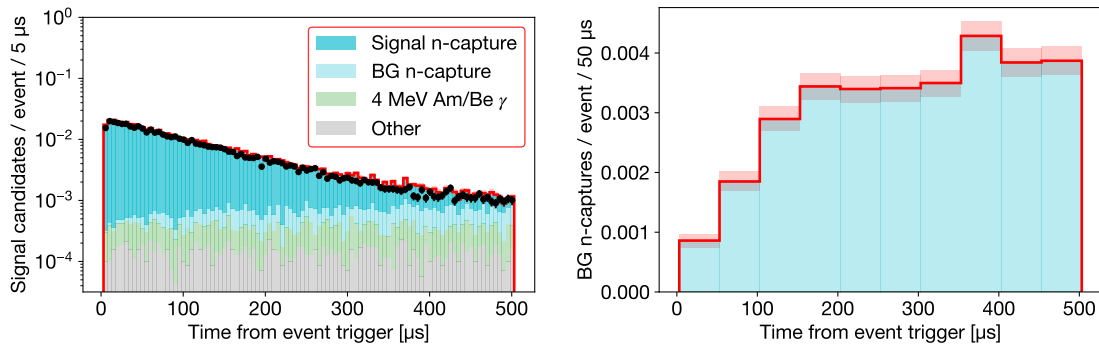 Signal candidates / event / 5 µs
10⁰
10⁻¹
10⁻²
10⁻³
10⁻⁴
Signal n-capture
BG n-capture
4 MeV Am/Be γ
Other
0 100 200 300 400 500
Time from event trigger [µs]
BG n-captures / event / 50 µs
0.004
0.003
0.002
0.001
0.000
0 100 200 300 400 500
Time from event trigger [µs]